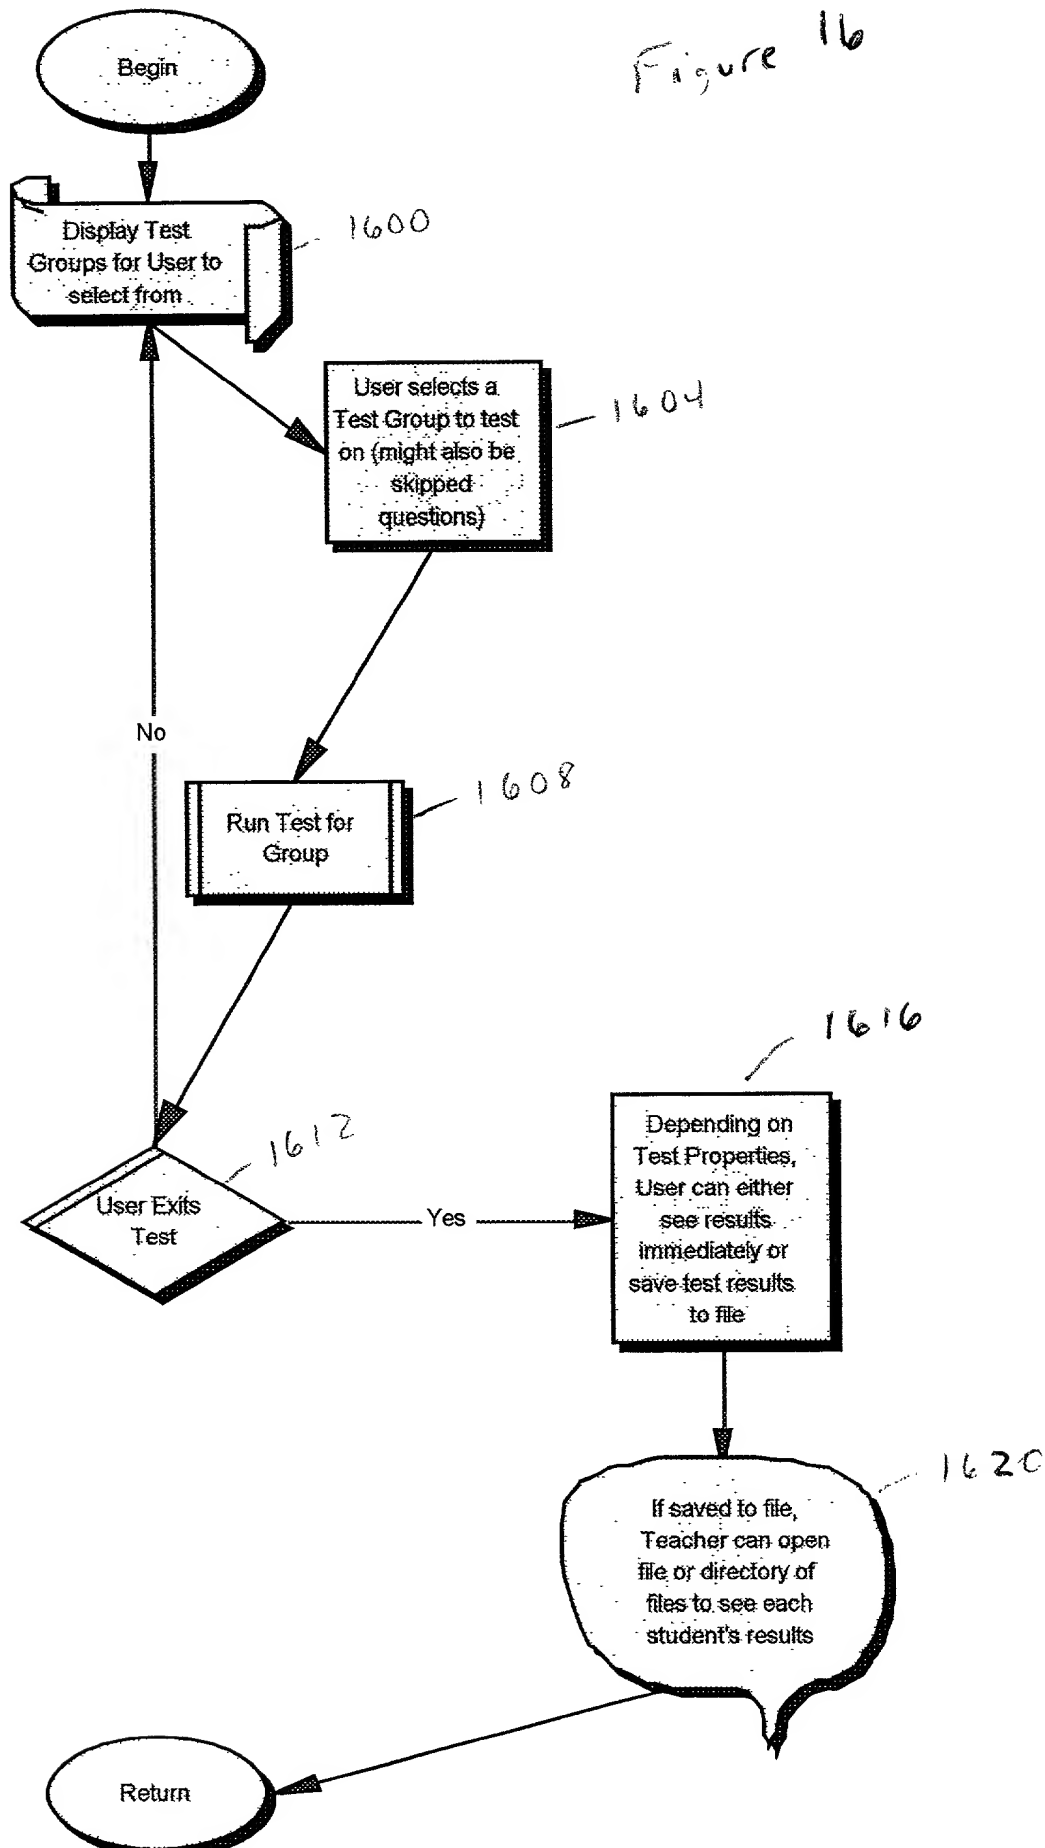 Figure 16
Begin
Display Test
Groups for User to
select from
1600
User selects a
Test Group to test
on (might also be
skipped
questions)
1604
No
Run Test for
Group
1608
1616
1612
User Exits
Test
Yes
Depending on
Test Properties,
User can either
see results
immediately or
save test results
to file
1620
If saved to file,
Teacher can open
file or directory of
files to see each
student's results
Return